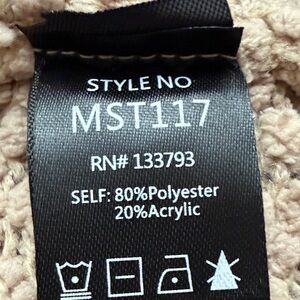 STYLE NO
MST117
RN# 133793
SELF: 80%Polyester
20%Acrylic